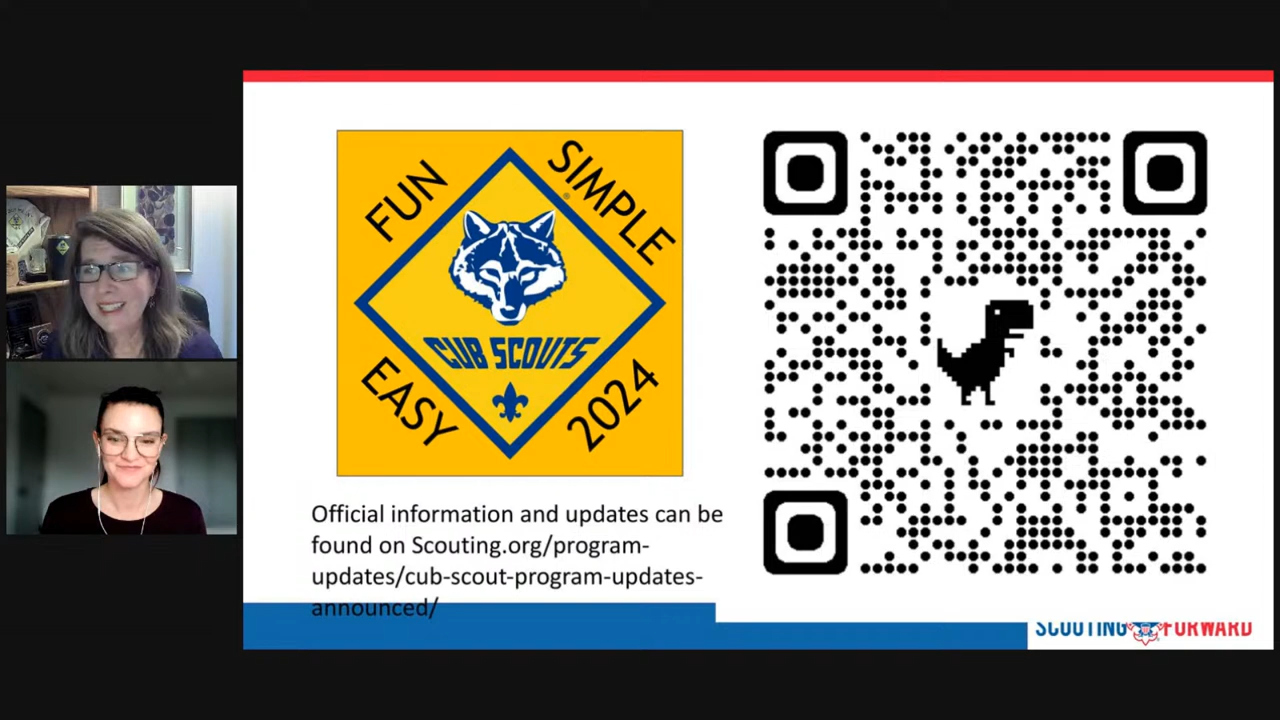 FUN
SIMPLE
®
CUB SCOUTS
EASY
2024
Official information and updates can be
found on Scouting.org/program-
updates/cub-scout-program-updates-
announced/
SCOUTING FORWARD